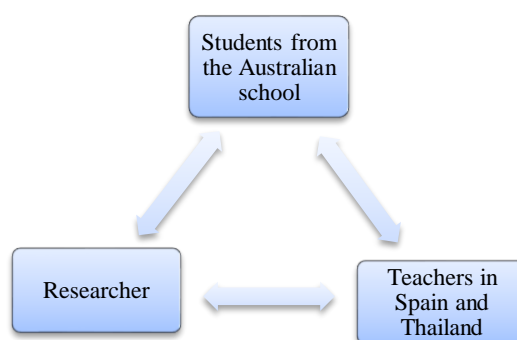 Students from
the Australian
school
Researcher
Teachers in
Spain and
Thailand